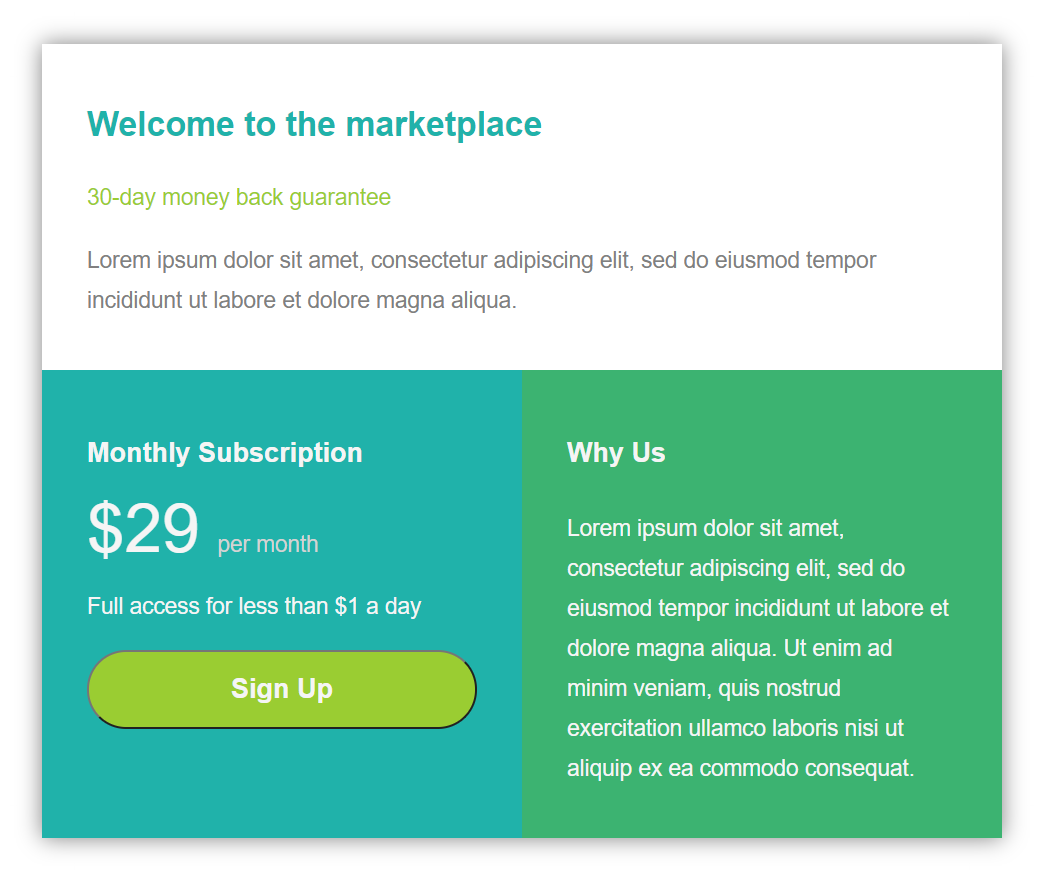 Welcome to the marketplace
30-day money back guarantee
Lorem ipsum dolor sit amet, consectetur adipiscing elit, sed do eiusmod tempor
incididunt ut labore et dolore magna aliqua.
Monthly Subscription
$29 per month
Full access for less than $1 a day
Sign Up
Why Us
Lorem ipsum dolor sit amet,
consectetur adipiscing elit, sed do
eiusmod tempor incididunt ut labore et
dolore magna aliqua. Ut enim ad
minim veniam, quis nostrud
exercitation ullamco laboris nisi ut
aliquip ex ea commodo consequat.